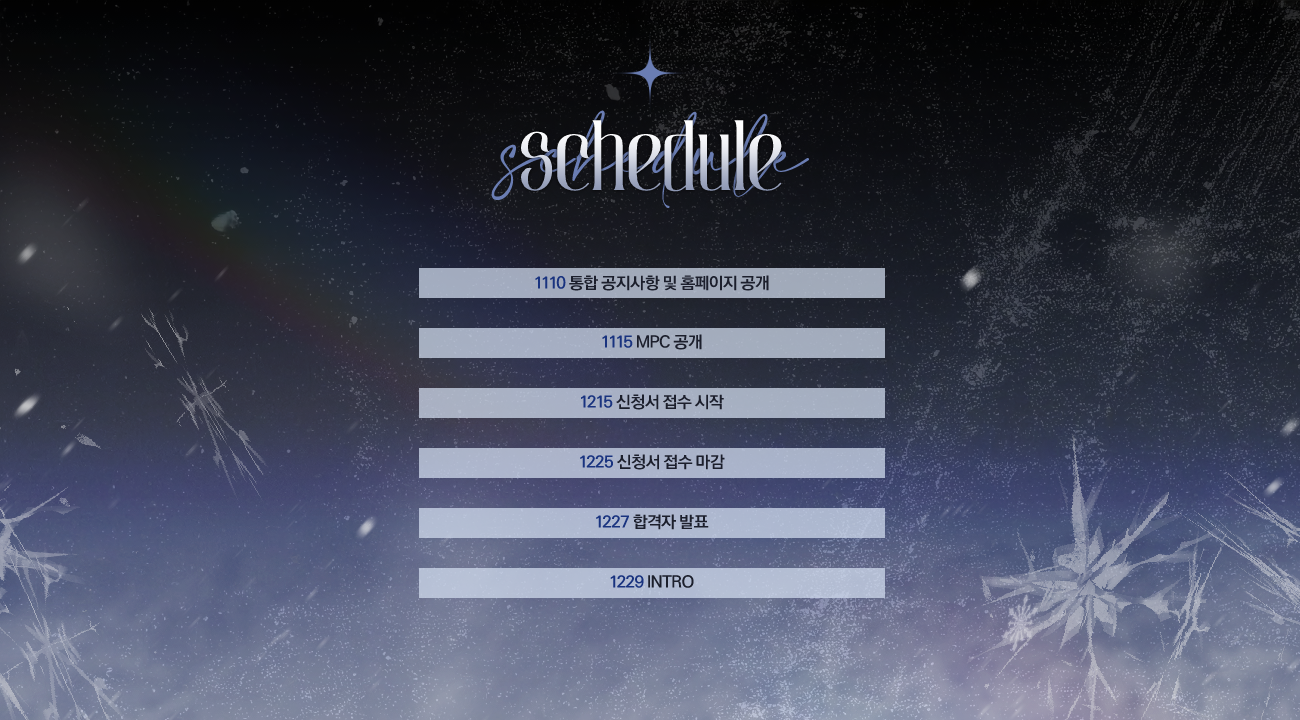 schedule
1110 통합 공지사항 및 홈페이지 공개
1115 MPC 공개
1215 신청서 접수 시작
1225 신청서 접수 마감
1227 합격자 발표
1229 INTRO